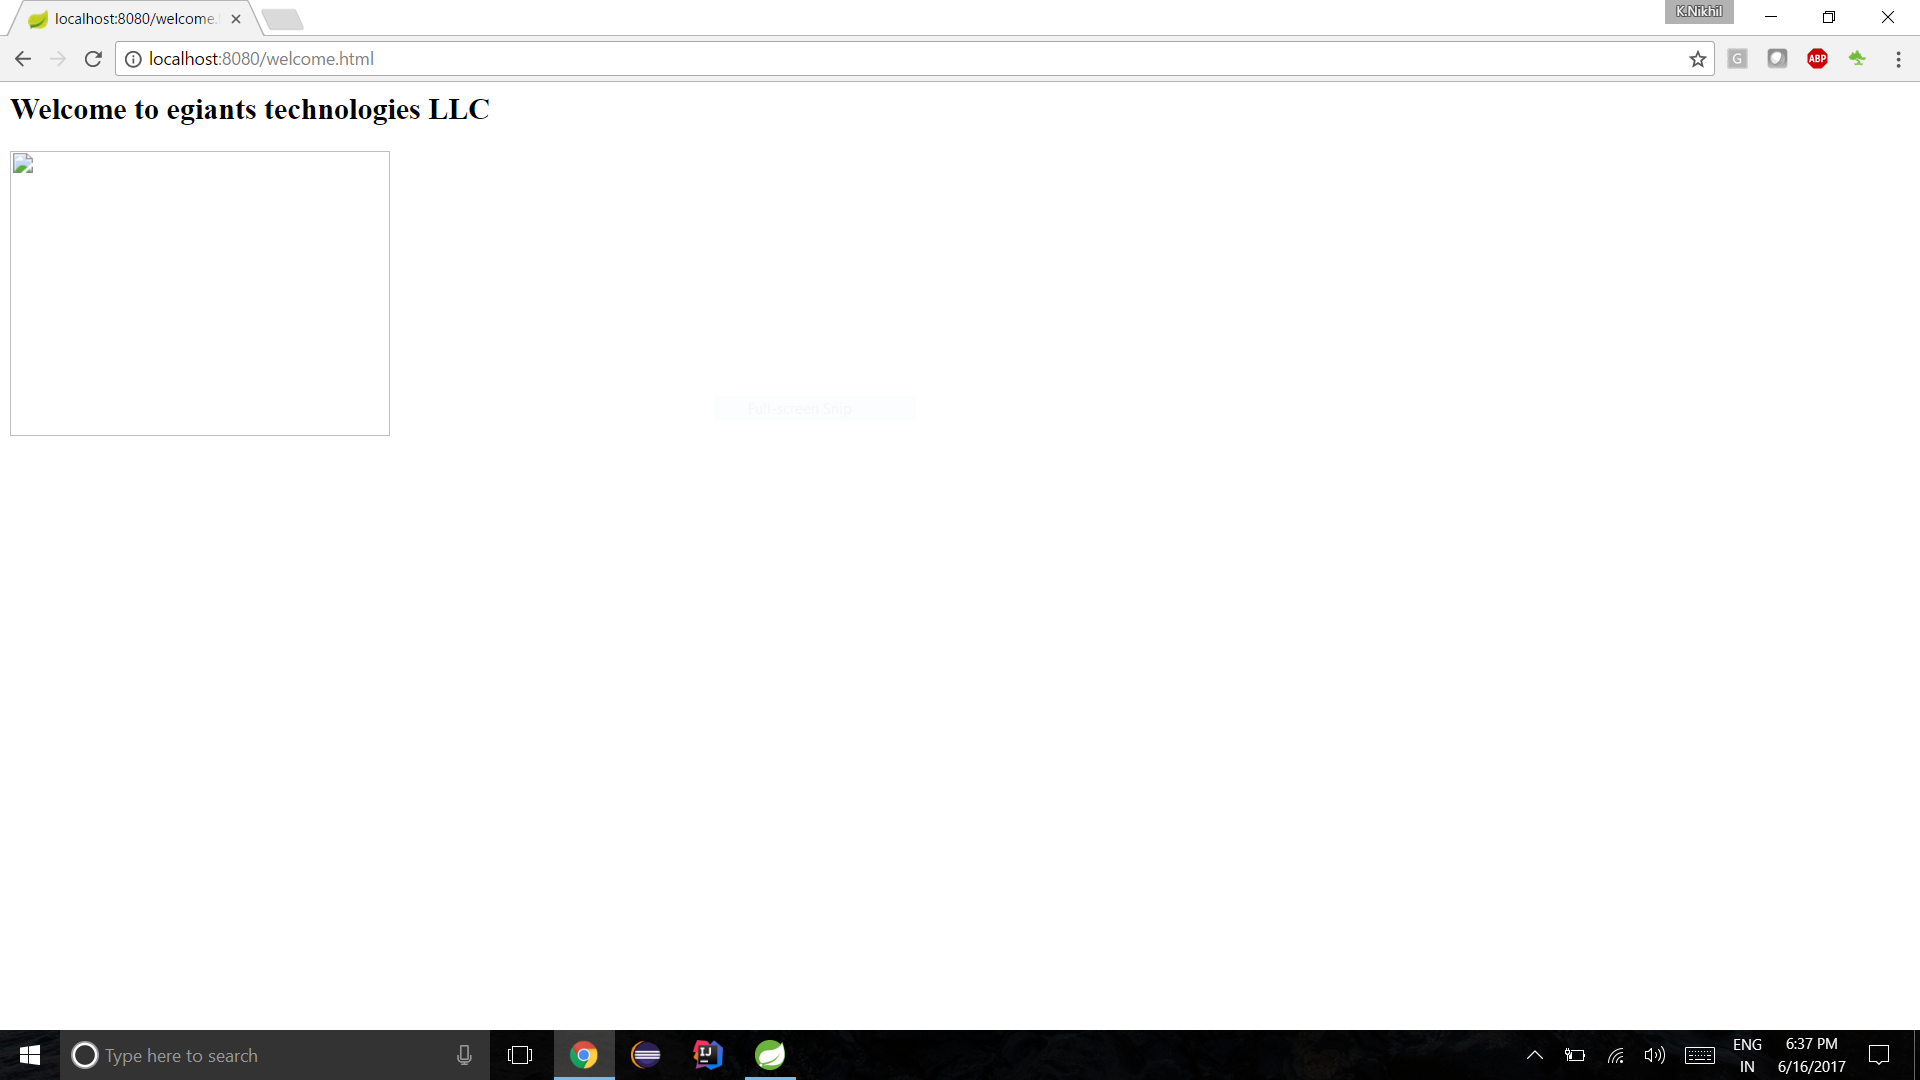 localhost:8080/welcome.
K.Nikhil
localhost:8080/welcome.html
G
ABP
Welcome to egiants technologies LLC
Full-screen Snip
Type here to search
IJ
ENG
IN
6:37 PM
6/16/2017